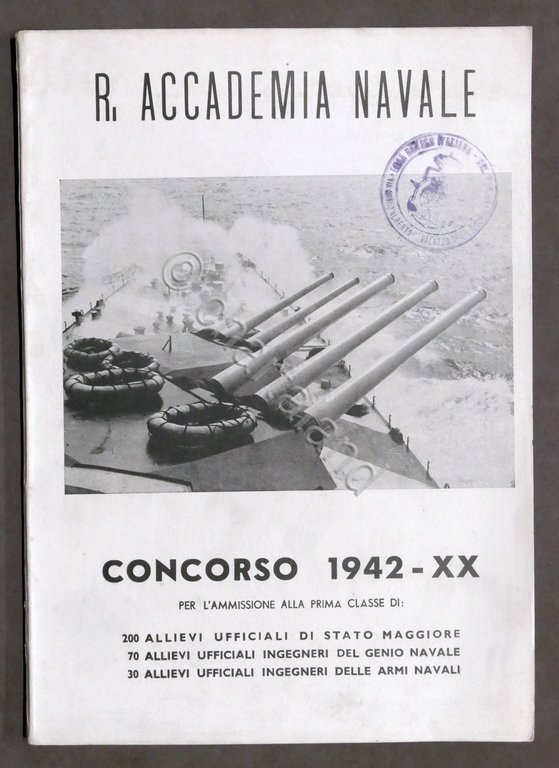 R. ACCADEMIA NAVALE
CONCORSO 1942 - XX
PER L'AMMISSIONE ALLA PRIMA CLASSE DI:
200 ALLIEVI UFFICIALI DI STATO MAGGIORE
70 ALLIEVI UFFICIALI INGEGNERI DEL GENIO NAVALE
30 ALLIEVI UFFICIALI INGEGNERI DELLE ARMI NAVALI